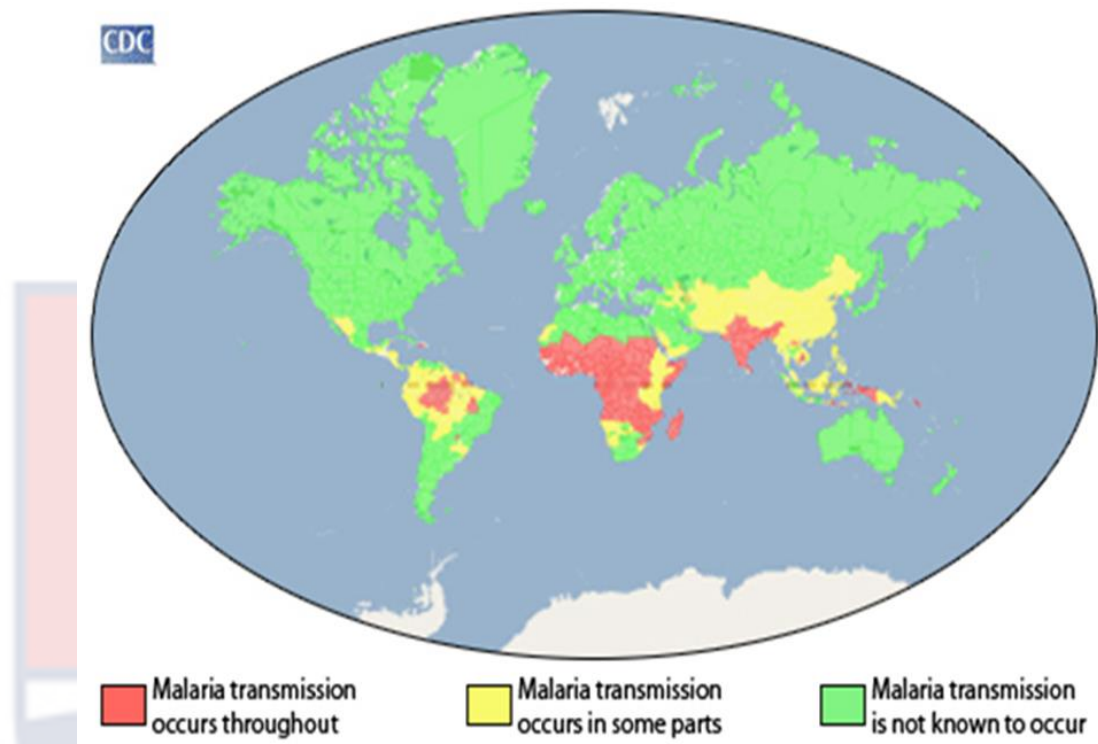 CDC
Malaria transmission
occurs throughout
Malaria transmission
occurs in some parts
Malaria transmission
is not known to occur